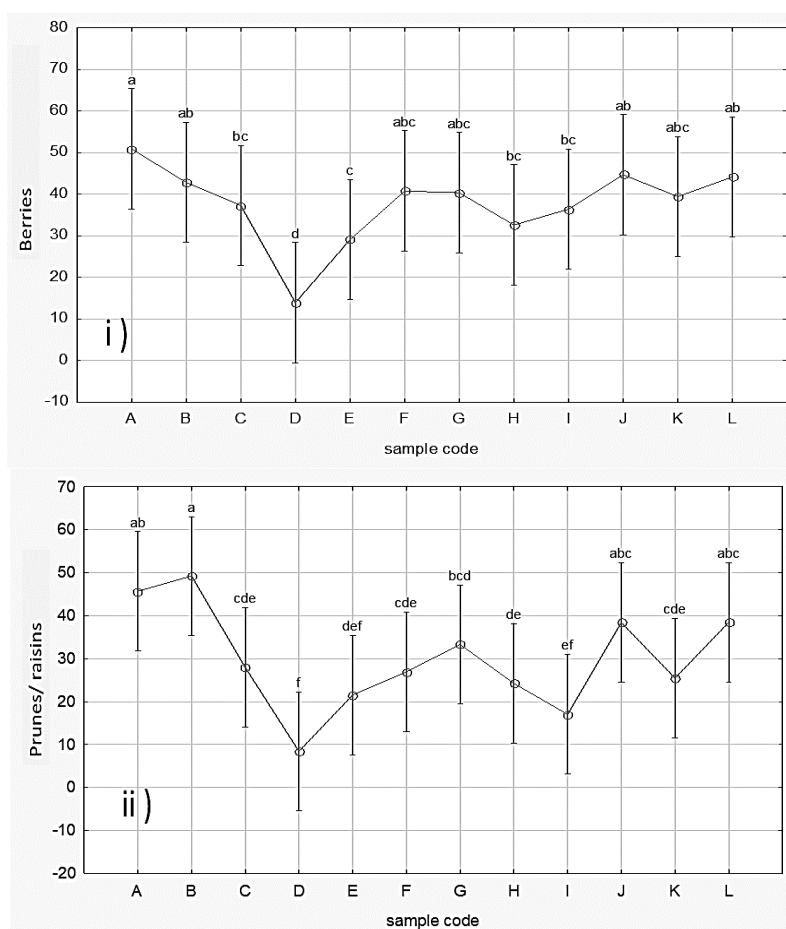 80
70
60
50
40
30
20
10
0
-10
Berries
a
ab
bc
d
c
abc
abc
bc
bc
ab
abc
ab
i)
A B C D E F G H I J K L
sample code
70
60
50
40
30
20
10
0
-10
-20
Prunes/ raisins
ab
a
cde
f
def
cde
bcd
de
ef
abc
cde
abc
ii)
A B C D E F G H I J K L
sample code